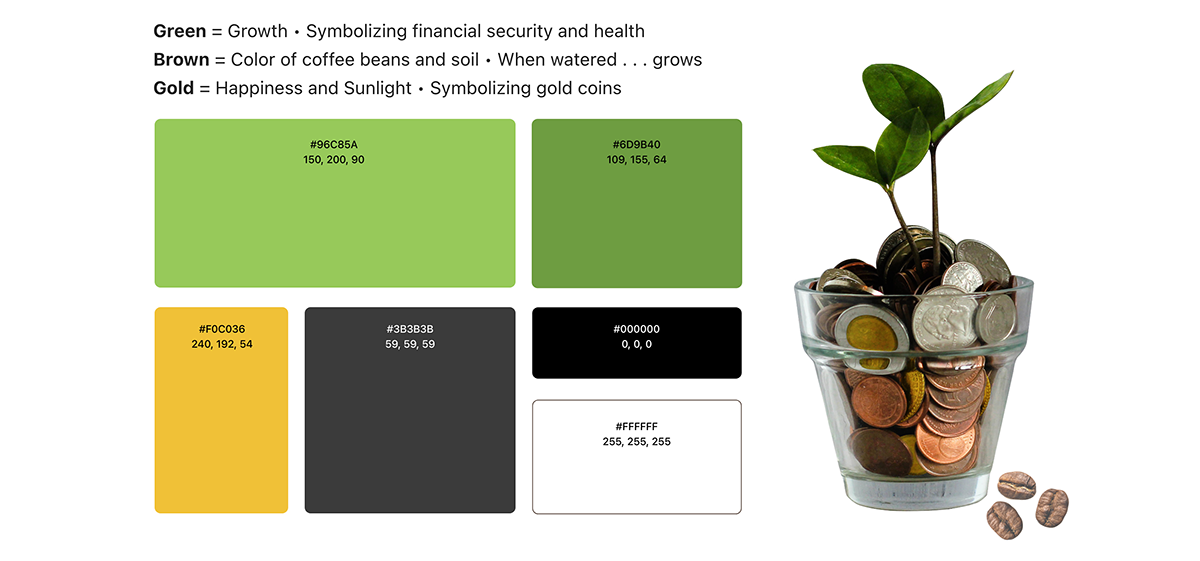 Green = Growth • Symbolizing financial security and health
Brown = Color of coffee beans and soil • When watered . . . grows
Gold = Happiness and Sunlight • Symbolizing gold coins
#96C85A
150, 200, 90
#6D9B40
109, 155, 64
#F0C036
240, 192, 54
#3B3B3B
59, 59, 59
#000000
0, 0, 0
#FFFFFF
255, 255, 255